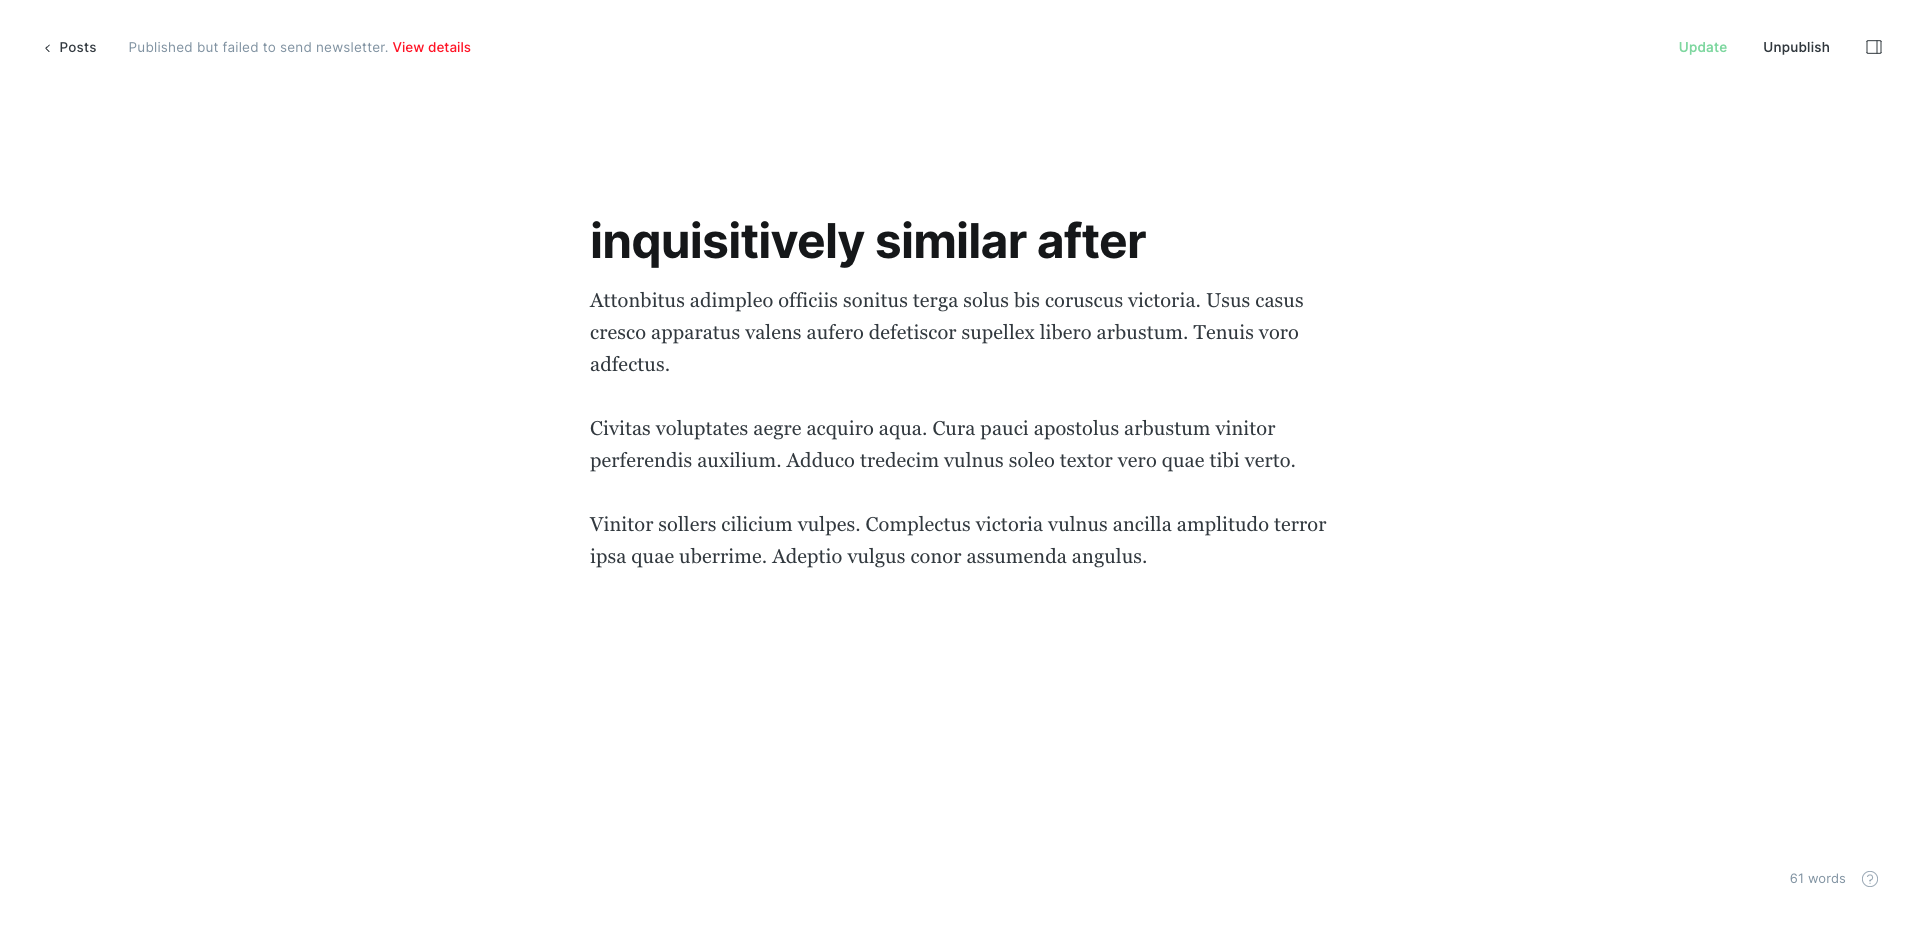 Posts
Published but failed to send newsletter. View details
Update
Unpublish
inquisitively similar after
Attonbitus adimpleo officiis sonitus terga solus bis coruscus victoria. Usus casus
cresco apparatus valens aufero defetiscor supellex libero arbustum. Tenuis voro
adfectus.
Civitas voluptates aegre acquiro aqua. Cura pauci apostolus arbustum vinitor
perferendis auxilium. Adduco tredecim vulnus soleo textor vero quae tibi verto.
Vinitor sollers cilicium vulpes. Complectus victoria vulnus ancilla amplitudo terror
ipsa quae uberrime. Adeptio vulgus conor assumenda angulus.
61 words